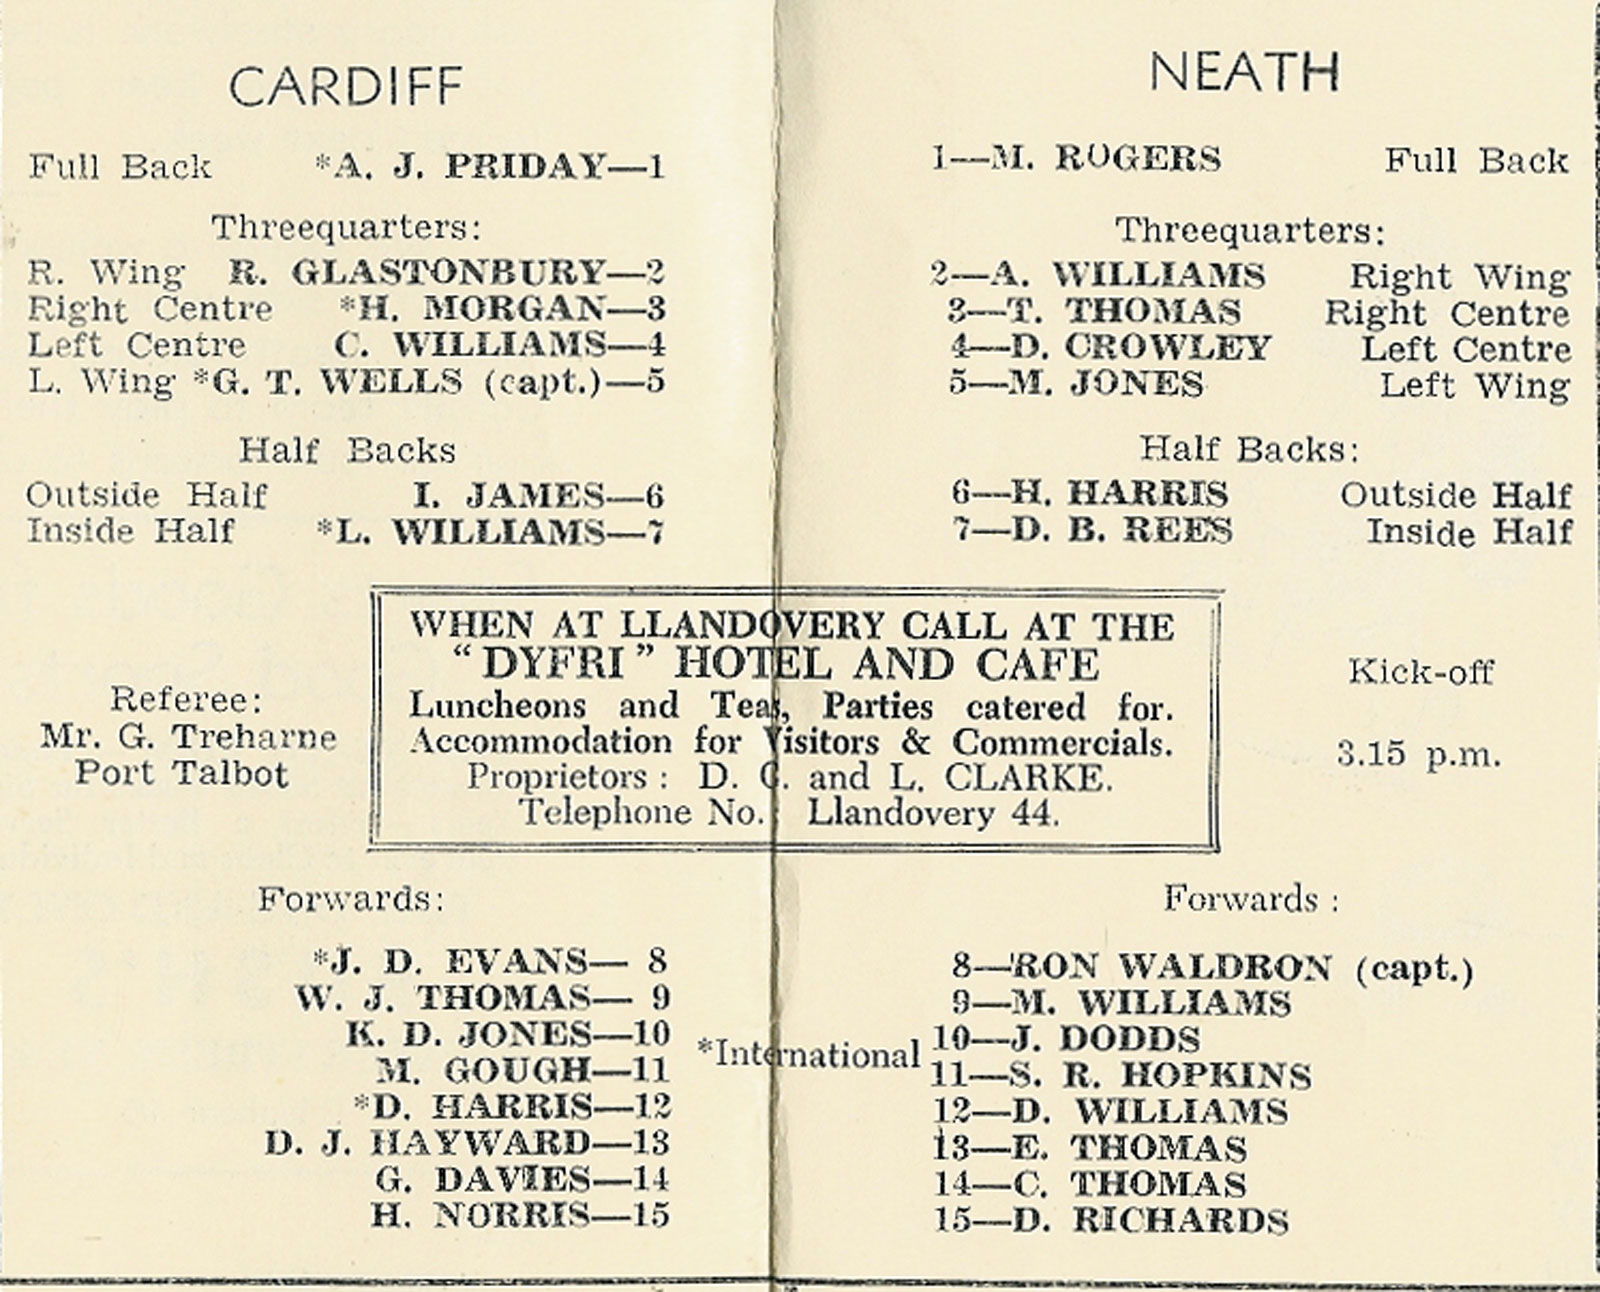 CARDIFF
Full Back *A. J. PRIDAY—1
Threequarters:
R. Wing R. GLASTONBURY—2
Right Centre *H. MORGAN—3
Left Centre C. WILLIAMS—4
L. Wing *G. T. WELLS (capt.)—5
Half Backs
Outside Half I. JAMES—6
Inside Half *L. WILLIAMS—7
NEATH
1—M. ROGERS Full Back
Threequarters:
2—A. WILLIAMS Right Wing
3—T. THOMAS Right Centre
4—D. CROWLEY Left Centre
5—M. JONES Left Wing
Half Backs:
6—H. HARRIS Outside Half
7—D. B. REES Inside Half
Referee:
Mr. G. Treharne
Port Talbot
WHEN AT LLANDOVERY CALL AT THE
"DYFRI" HOTEL AND CAFE
Luncheons and Teas, Parties catered for.
Accommodation for Visitors & Commercials.
Proprietors : D. C. and L. CLARKE.
Telephone No.: Llandovery 44.
Kick-off
3.15 p.m.
Forwards:
*J. D. EVANS— 8
W. J. THOMAS— 9
K. D. JONES—10
M. GOUGH—11
*D. HARRIS—12
D. J. HAYWARD—13
G. DAVIES—14
H. NORRIS—15
*International
Forwards :
8—RON WALDRON (capt.)
9—M. WILLIAMS
10—J. DODDS
11—S. R. HOPKINS
12—D. WILLIAMS
13—E. THOMAS
14—C. THOMAS
15—D. RICHARDS